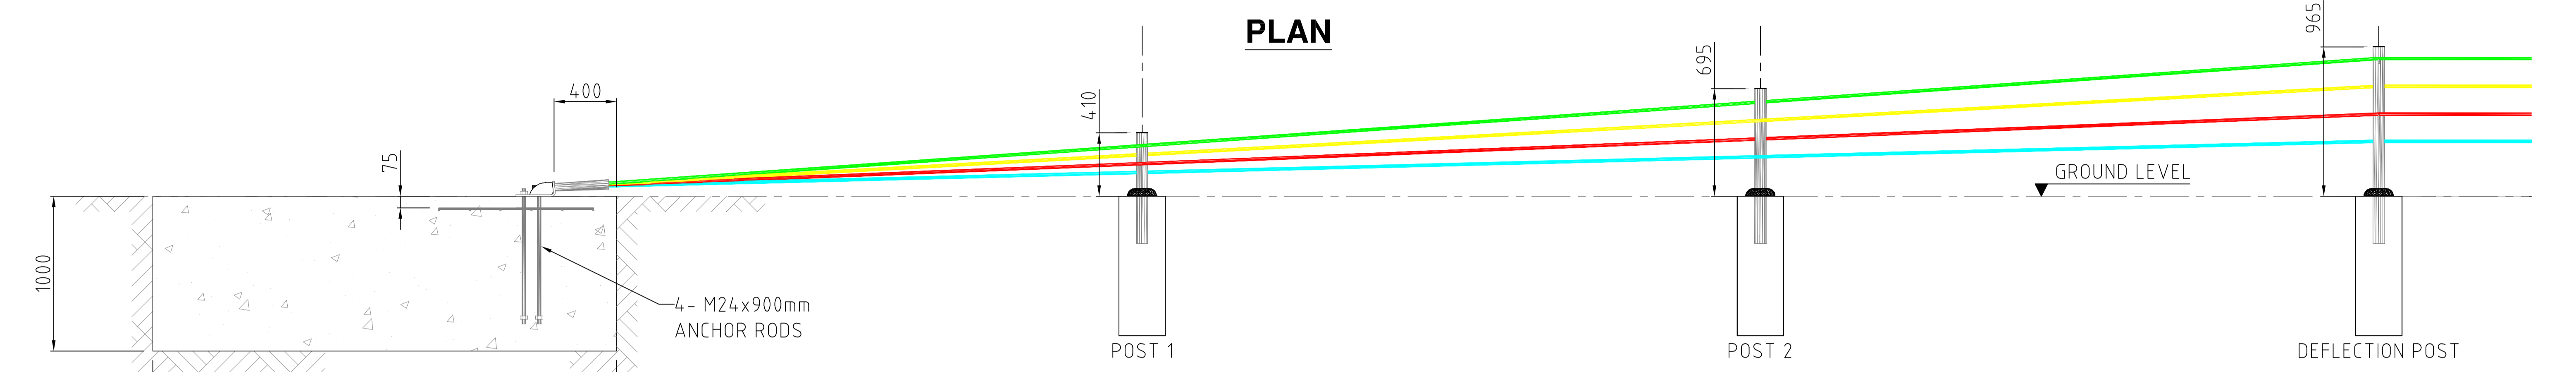 PLAN
965
695
410
400
75
GROUND LEVEL
1000
4- M24x900mm
ANCHOR RODS
POST 1
POST 2
DEFLECTION POST